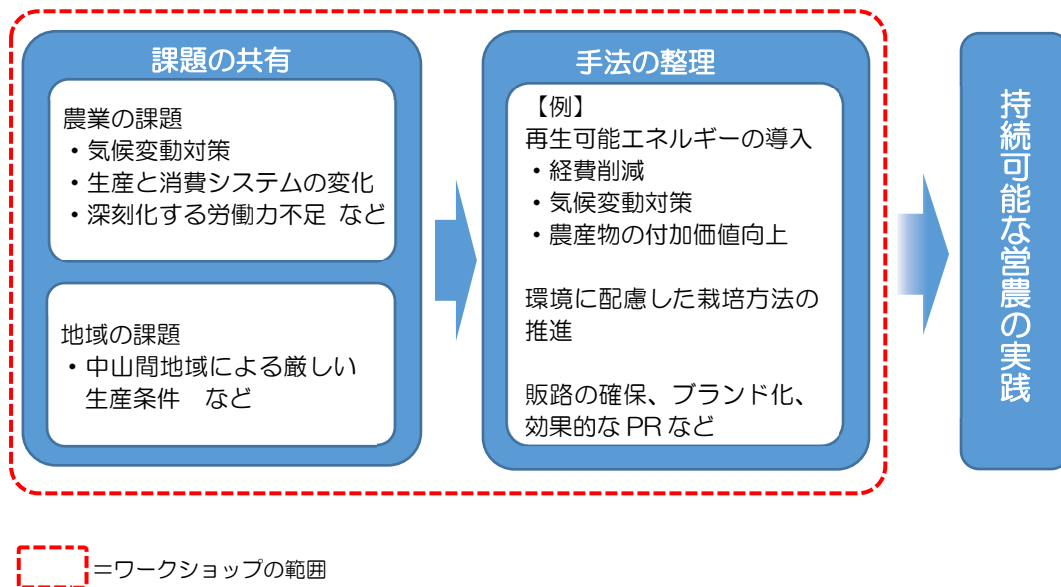 課題の共有
農業の課題
・気候変動対策
・生産と消費システムの変化
・深刻化する労働力不足 など
地域の課題
・中山間地域による厳しい
生産条件　など
手法の整理
【例】
再生可能エネルギーの導入
・経費削減
・気候変動対策
・農産物の付加価値向上
環境に配慮した栽培方法の
推進
販路の確保、ブランド化、
効果的な PR など
持続可能な営農の実践
＝ワークショップの範囲